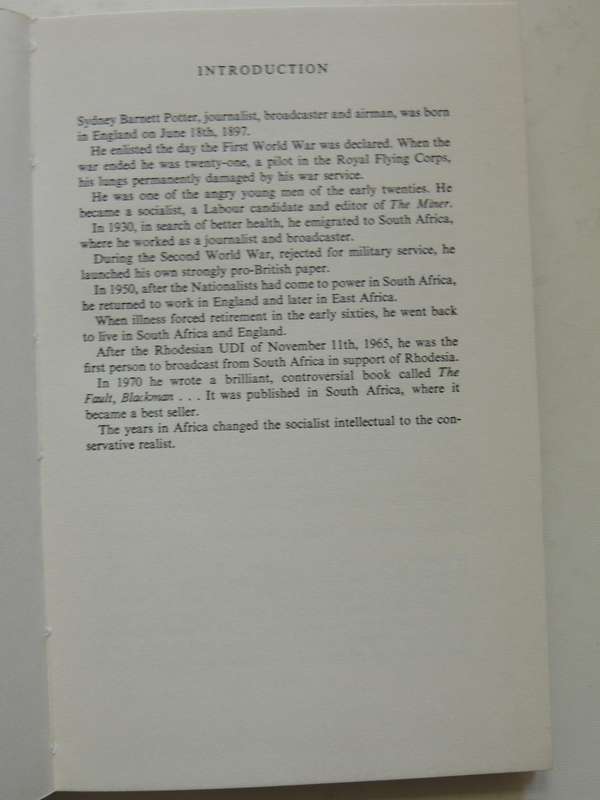 INTRODUCTION
Sydney Barnett Potter, journalist, broadcaster and airman, was born
in England on June 18th, 1897.
He enlisted the day the First World War was declared. When the
war ended he was twenty-one, a pilot in the Royal Flying Corps,
his lungs permanently damaged by his war service.
He was one of the angry young men of the early twenties. He
became a socialist, a Labour candidate and editor of The Miner.
In 1930, in search of better health, he emigrated to South Africa,
where he worked as a journalist and broadcaster.
During the Second World War, rejected for military service, he
launched his own strongly pro-British paper.
In 1950, after the Nationalists had come to power in South Africa,
he returned to work in England and later in East Africa.
When illness forced retirement in the early sixties, he went back
to live in South Africa and England.
After the Rhodesian UDI of November 11th, 1965, he was the
first person to broadcast from South Africa in support of Rhodesia.
In 1970 he wrote a brilliant, controversial book called The
Fault, Blackman . . . It was published in South Africa, where it
became a best seller.
The years in Africa changed the socialist intellectual to the con-
servative realist.